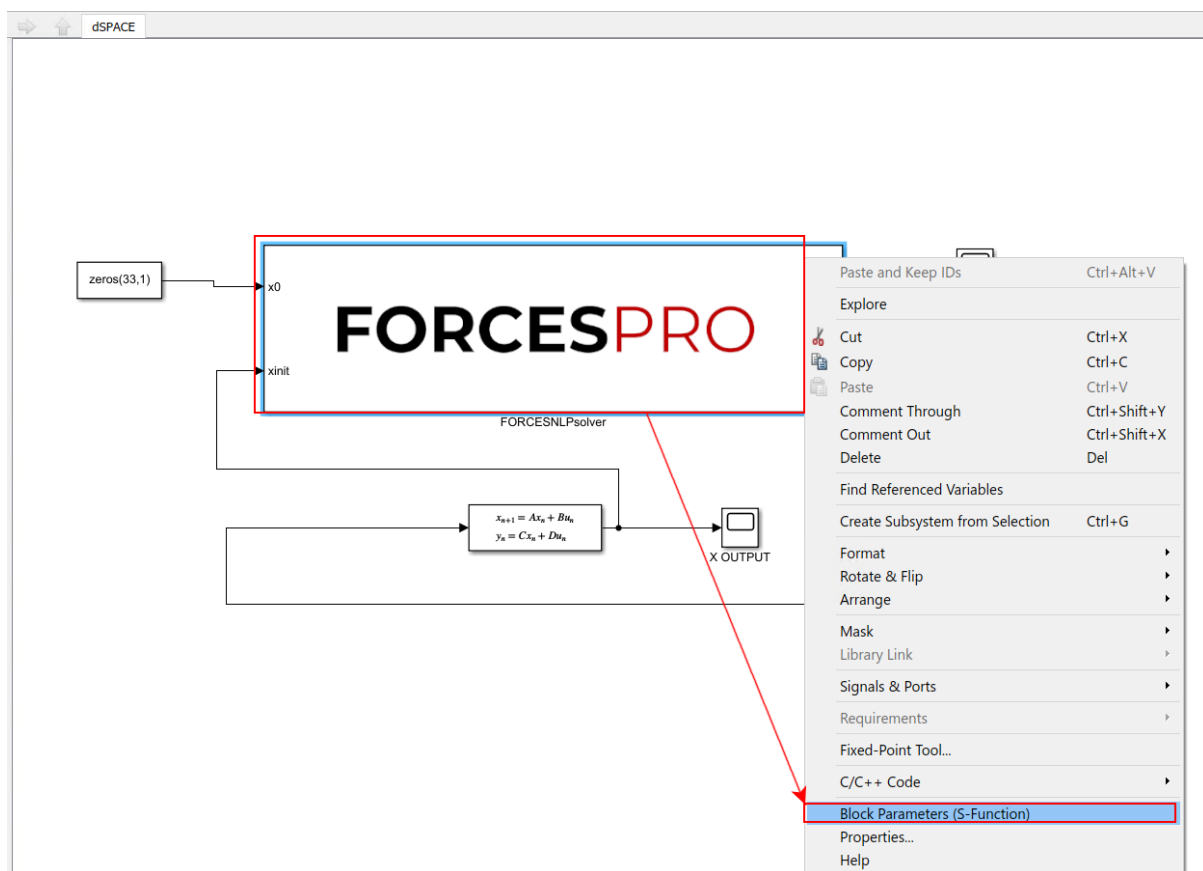 dSPACE
zeros(33,1)
x0
FORCESPRO
xinit
FORCESNLPsolver
xₙ₊₁ = Axₙ + Buₙ
yₙ = Cxₙ + Duₙ
X OUTPUT
Paste and Keep IDs Ctrl+Alt+V
Explore
Cut Ctrl+X
Copy Ctrl+C
Paste Ctrl+V
Comment Through Ctrl+Shift+Y
Comment Out Ctrl+Shift+X
Delete Del
Find Referenced Variables
Create Subsystem from Selection Ctrl+G
Format
Rotate & Flip
Arrange
Mask
Library Link
Signals & Ports
Requirements
Fixed-Point Tool...
C/C++ Code
Block Parameters (S-Function)
Properties...
Help